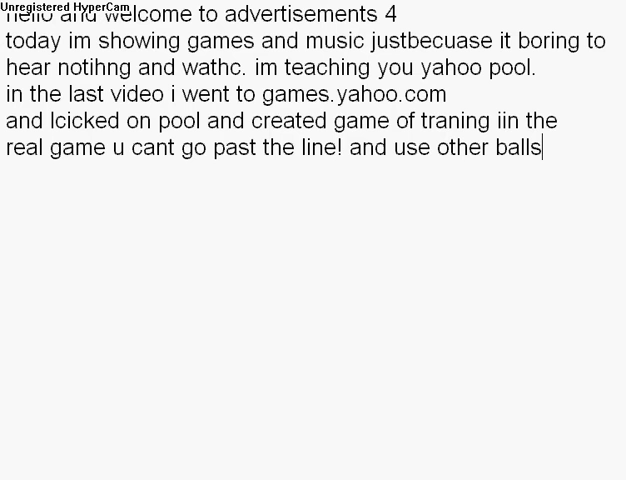 Unregistered HyperCam
hello and welcome to advertisements 4
today im showing games and music justbecuase it boring to
hear notihng and wathc. im teaching you yahoo pool.
in the last video i went to games.yahoo.com
and lcicked on pool and created game of traning iin the
real game u cant go past the line! and use other balls